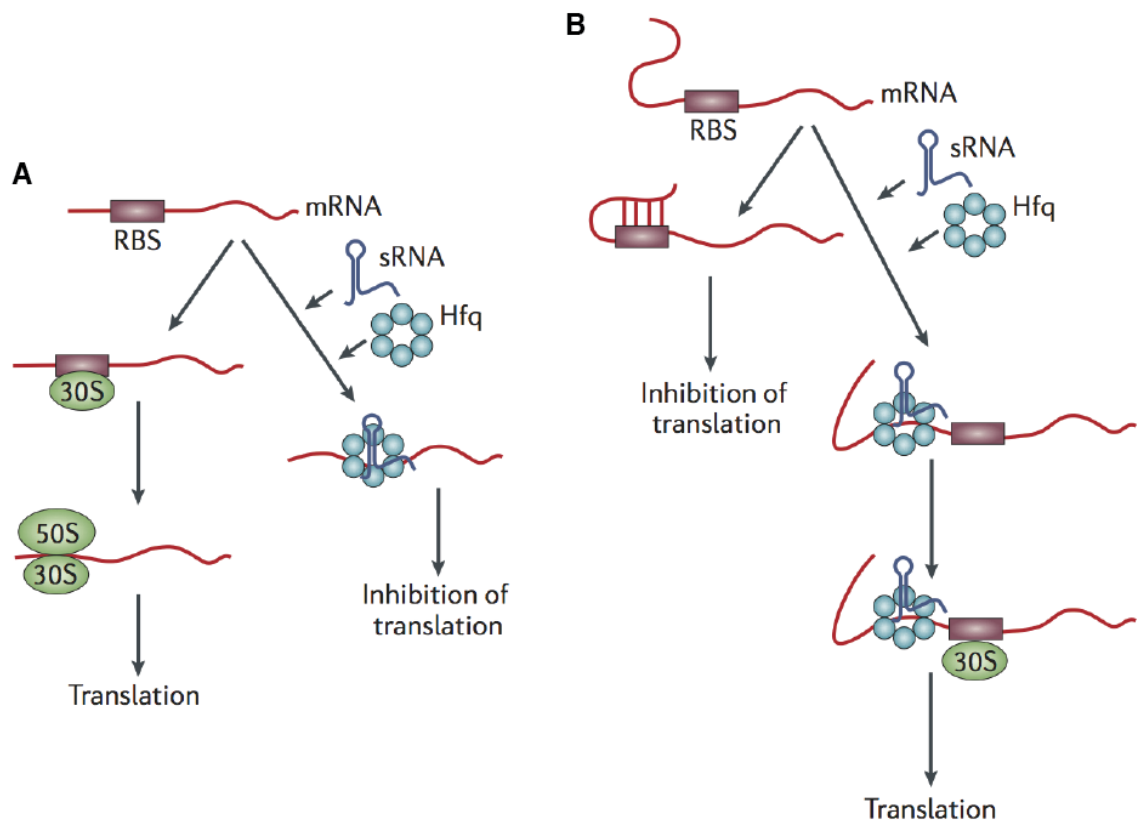 A
mRNA
RBS
sRNA
Hfq
30S
50S
30S
Inhibition of
translation
Translation
B
mRNA
RBS
sRNA
Hfq
Inhibition of
translation
30S
Translation